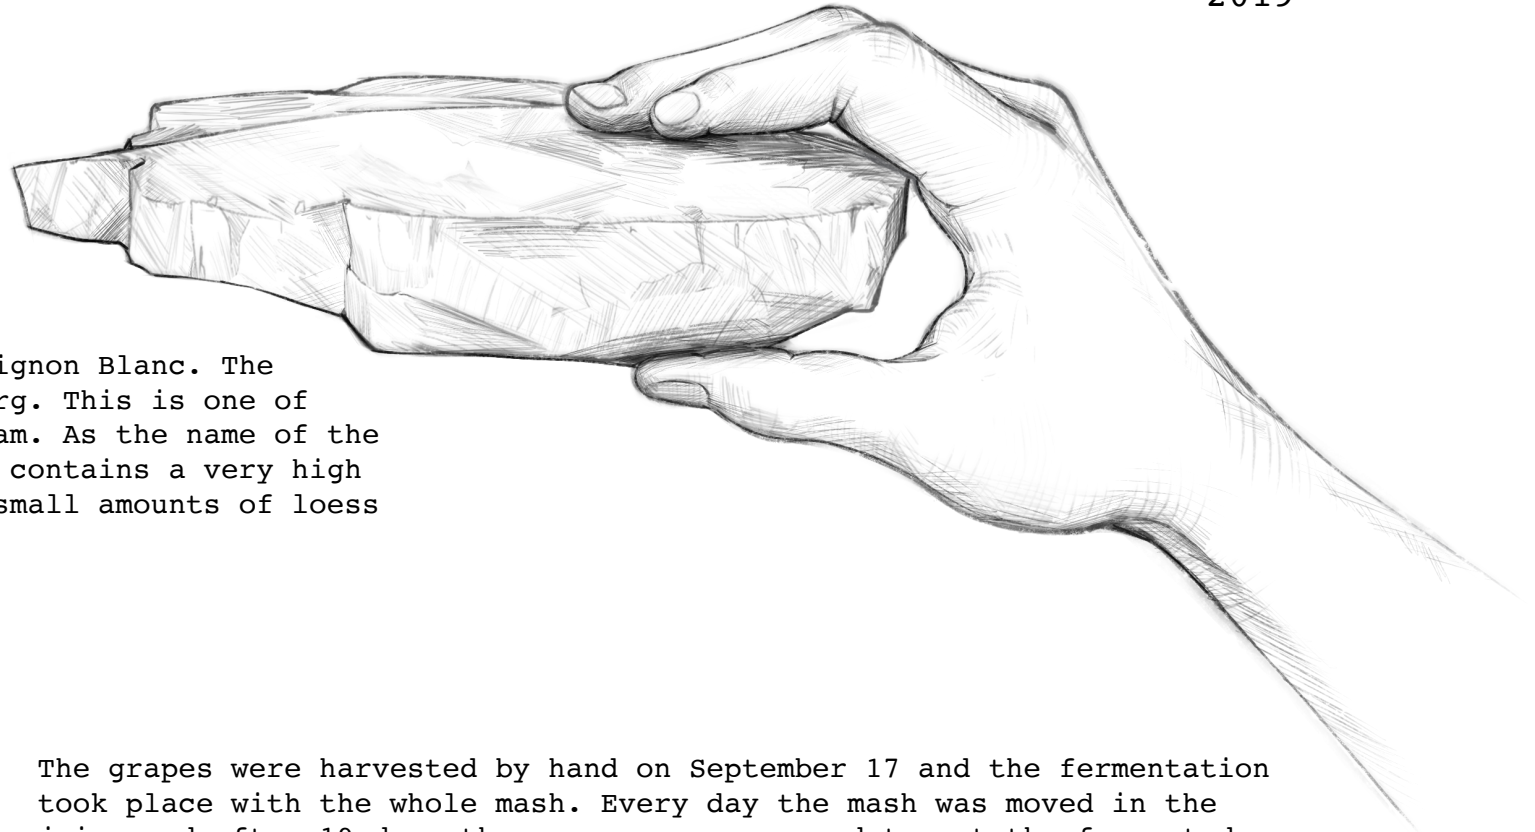 2019
ignon Blanc. The
rg. This is one of
am. As the name of the
contains a very high
small amounts of loess
The grapes were harvested by hand on September 17 and the fermentation
took place with the whole mash. Every day the mash was moved in the